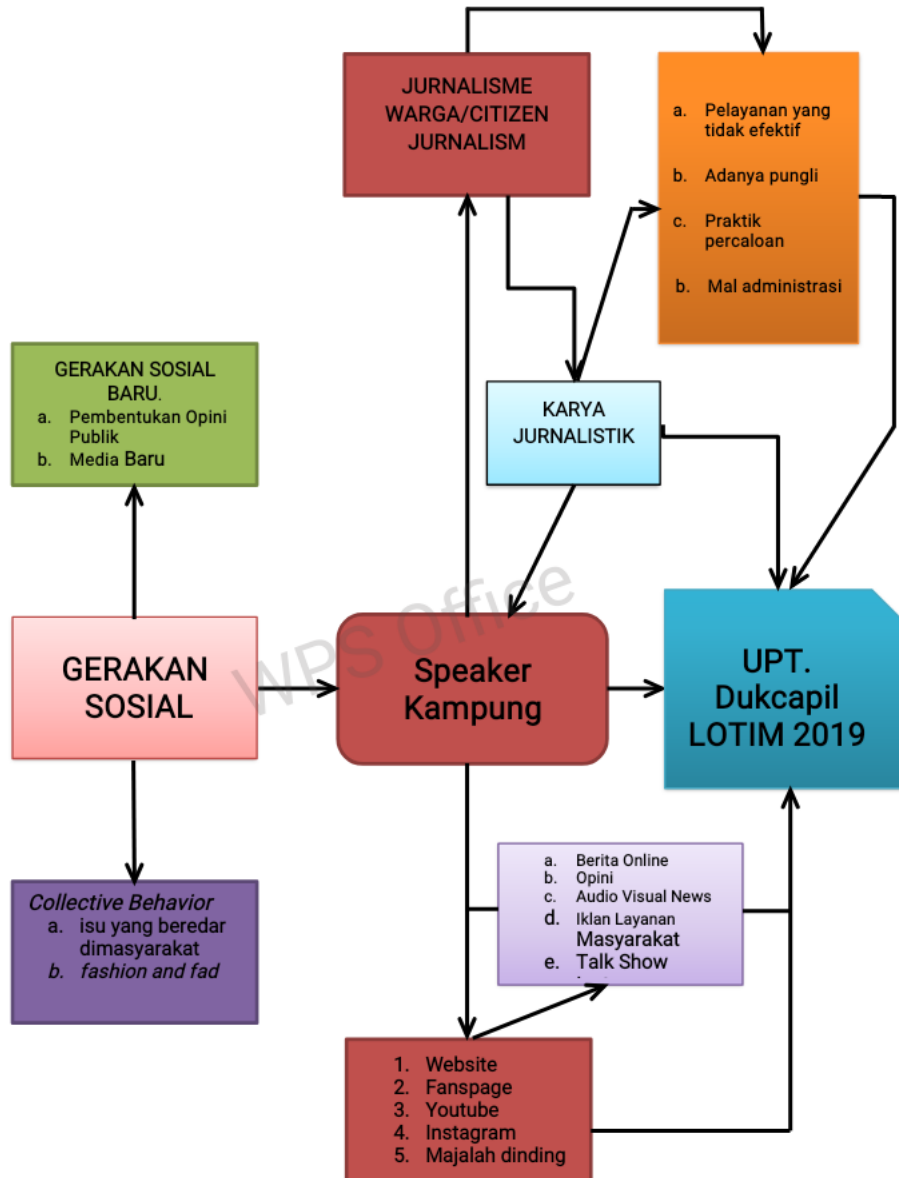 JURNALISME
WARGA/CITIZEN
JURNALISM
a. Pelayanan yang
tidak efektif
b. Adanya pungli
c. Praktik
percaloan
b. Mal administrasi
GERAKAN SOSIAL
BARU.
a. Pembentukan Opini
Publik
b. Media Baru
KARYA
JURNALISTIK
GERAKAN
SOSIAL
Speaker
Kampung
UPT.
Dukcapil
LOTIM 2019
WPS Office
Collective Behavior
a. isu yang beredar
dimasyarakat
b. fashion and fad
a. Berita Online
b. Opini
c. Audio Visual News
d. Iklan Layanan
Masyarakat
e. Talk Show
1. Website
2. Fanspage
3. Youtube
4. Instagram
5. Majalah dinding